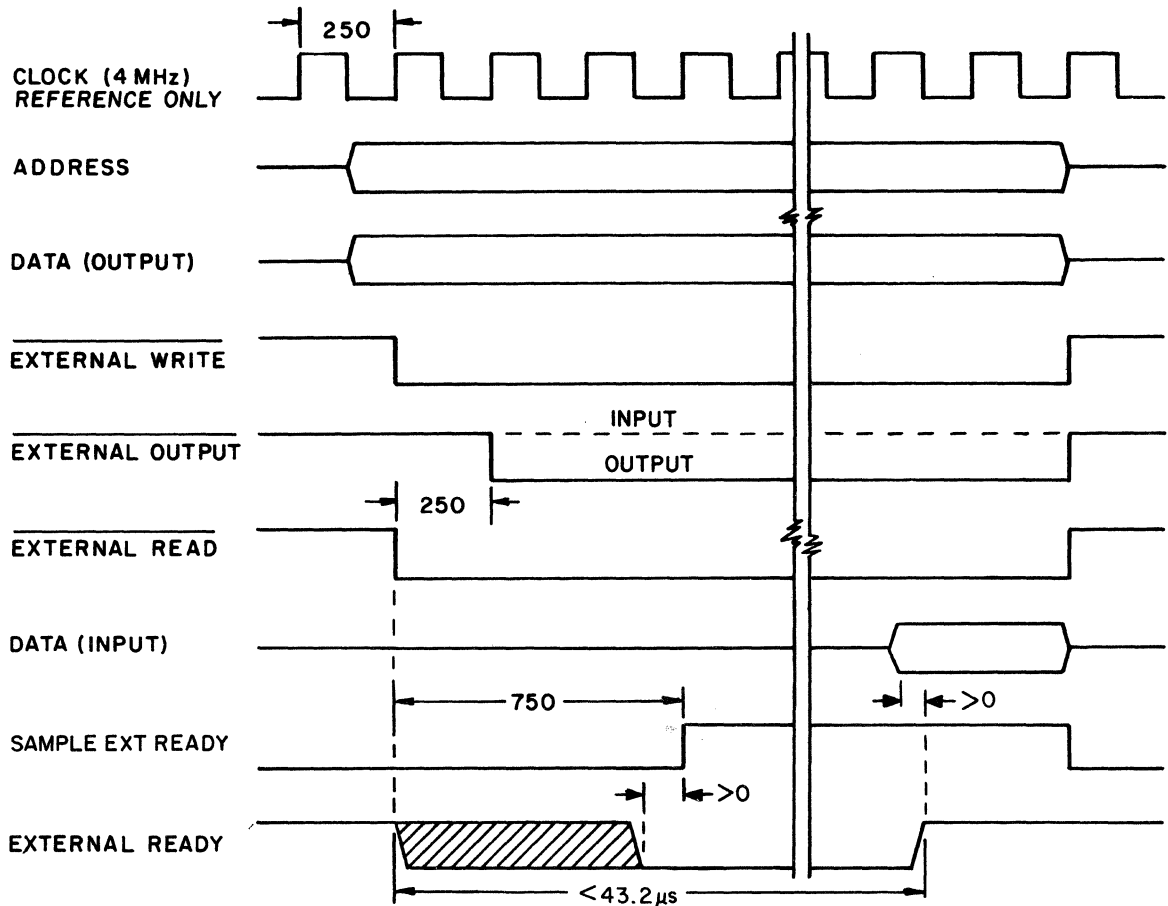 250
CLOCK (4 MHz)
REFERENCE ONLY
ADDRESS
DATA (OUTPUT)
EXTERNAL WRITE
INPUT
EXTERNAL OUTPUT
OUTPUT
250
EXTERNAL READ
DATA (INPUT)
750
>0
SAMPLE EXT READY
>0
EXTERNAL READY
<43.2µs